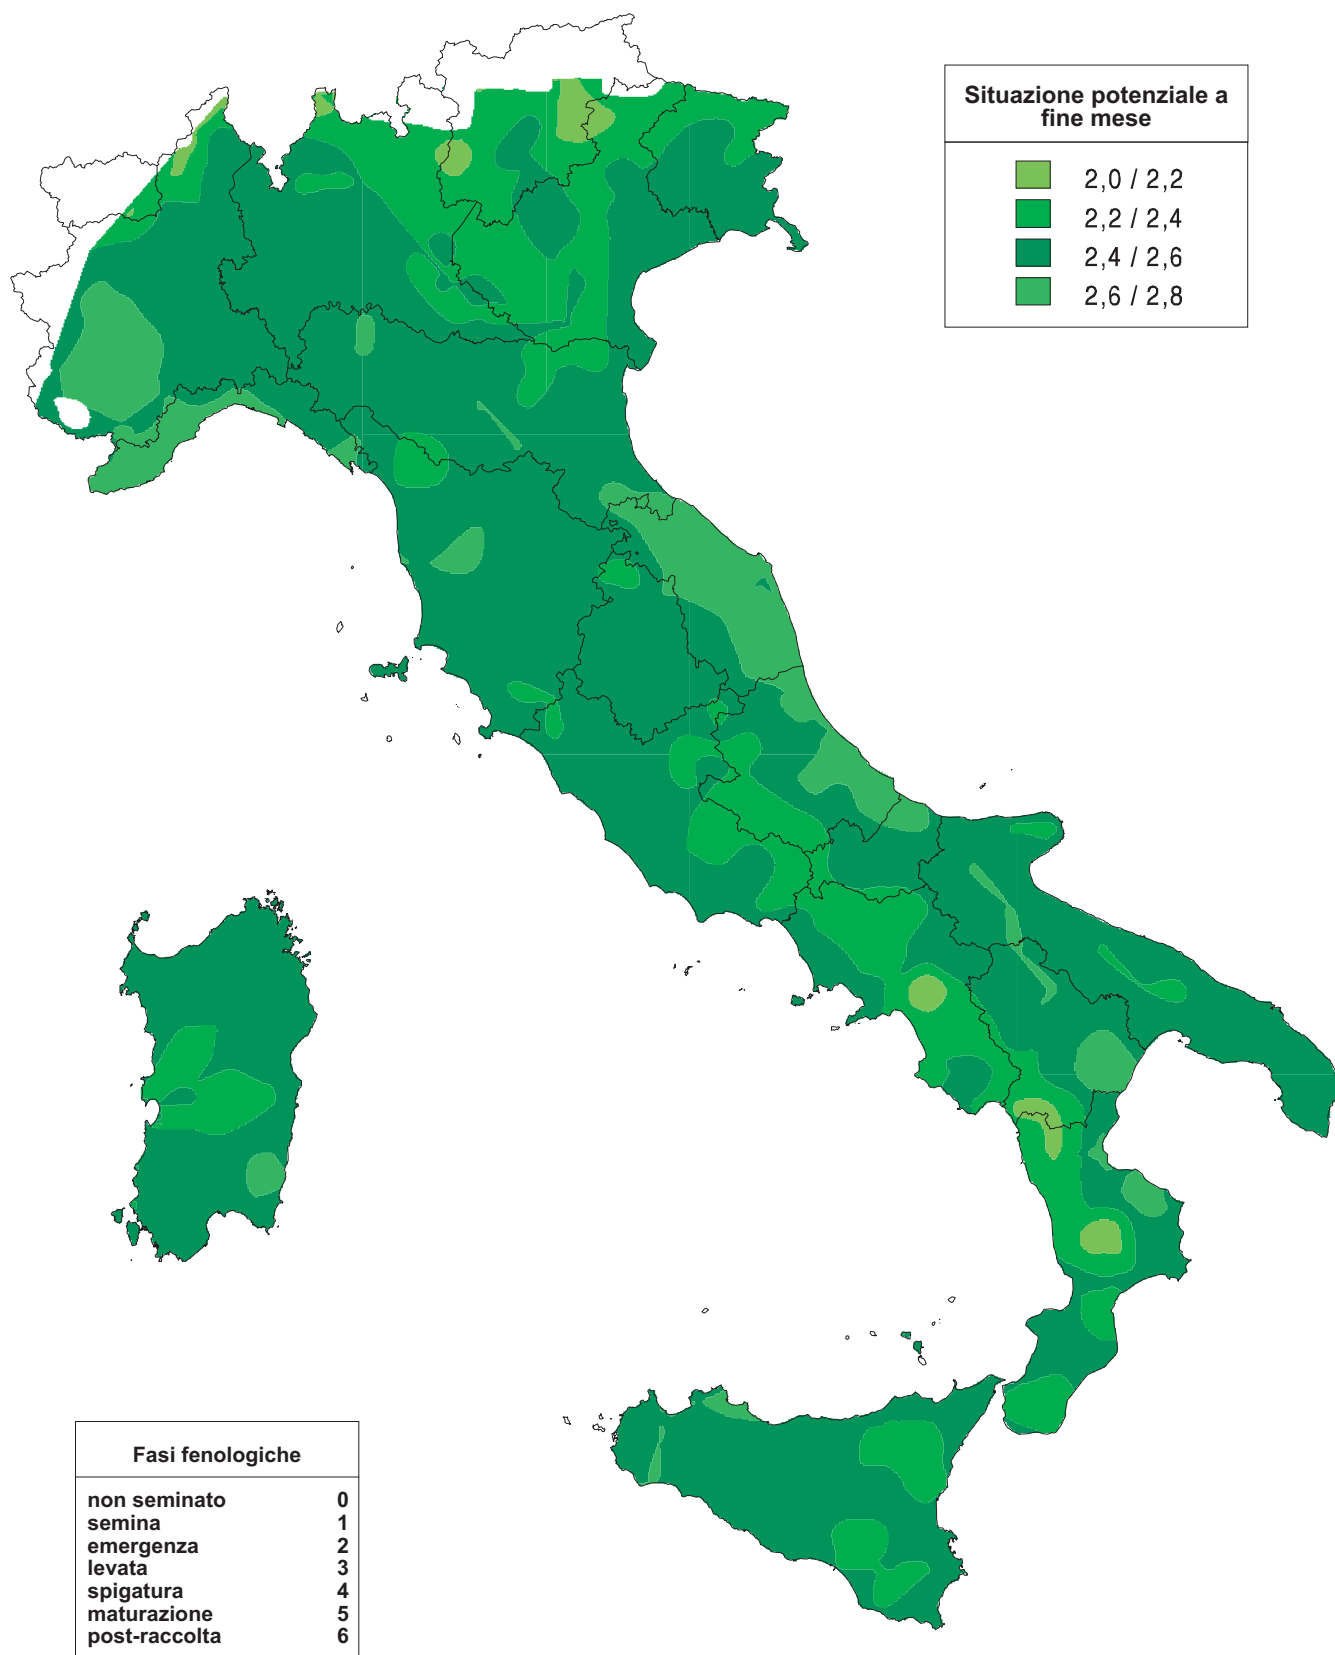 Situazione potenziale a
fine mese
2,0 / 2,2
2,2 / 2,4
2,4 / 2,6
2,6 / 2,8
Fasi fenologiche
non seminato 0
semina 1
emergenza 2
levata 3
spigatura 4
maturazione 5
post-raccolta 6